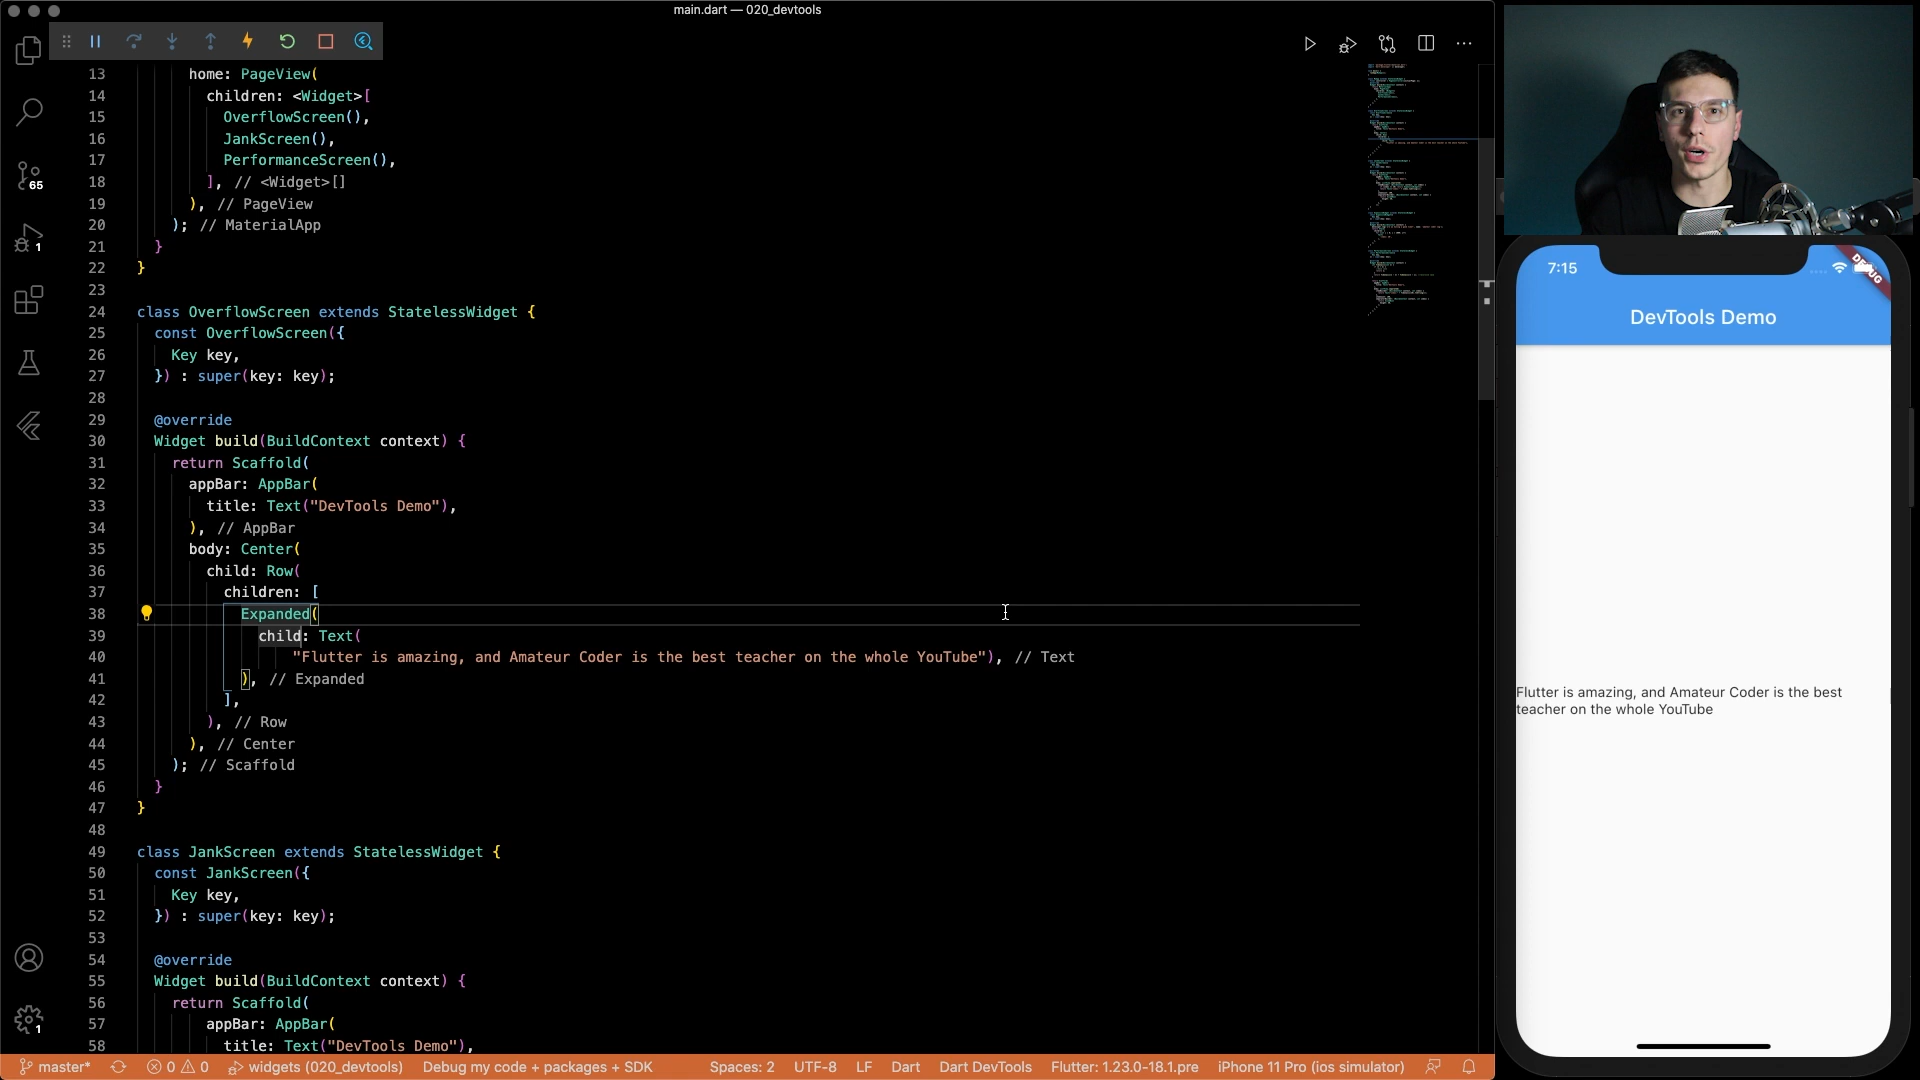 main.dart — 020_devtools
13 home: PageView(
14 children: <Widget>[
15 OverflowScreen(),
16 JankScreen(),
17 PerformanceScreen(),
18 ], // <Widget>[]
19 ), // PageView
20 ); // MaterialApp
21 }
22 }
23
24 class OverflowScreen extends StatelessWidget {
25 const OverflowScreen({
26 Key key,
27 }) : super(key: key);
28
29 @override
30 Widget build(BuildContext context) {
31 return Scaffold(
32 appBar: AppBar(
33 title: Text("DevTools Demo"),
34 ), // AppBar
35 body: Center(
36 child: Row(
37 children: [
38 Expanded(
39 child: Text(
40 "Flutter is amazing, and Amateur Coder is the best teacher on the whole YouTube"), // Text
41 ), // Expanded
42 ],
43 ), // Row
44 ), // Center
45 ); // Scaffold
46 }
47 }
48
49 class JankScreen extends StatelessWidget {
50 const JankScreen({
51 Key key,
52 }) : super(key: key);
53
54 @override
55 Widget build(BuildContext context) {
56 return Scaffold(
57 appBar: AppBar(
58 title: Text("DevTools Demo"),
65
1
1
master* 0 0 widgets (020_devtools) Debug my code + packages + SDK Spaces: 2 UTF-8 LF Dart Dart DevTools Flutter: 1.23.0-18.1.pre iPhone 11 Pro (ios simulator)
7:15
DEBUG
DevTools Demo
Flutter is amazing, and Amateur Coder is the best
teacher on the whole YouTube